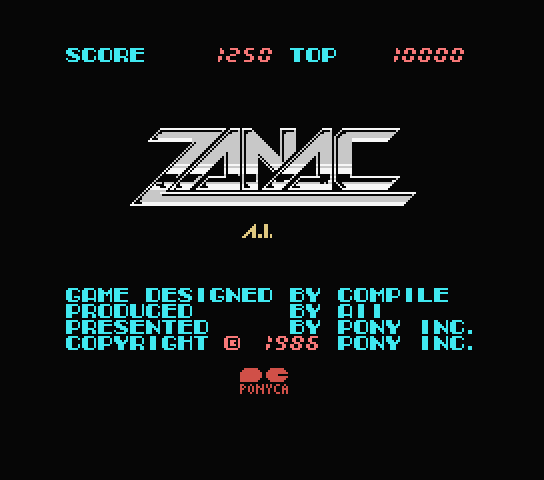 SCORE 1250 TOP 10000
ZANAC
A.I.
GAME DESIGNED BY COMPILE
PRODUCED BY AII
PRESENTED BY PONY INC.
COPYRIGHT © 1986 PONY INC.
PONYCA